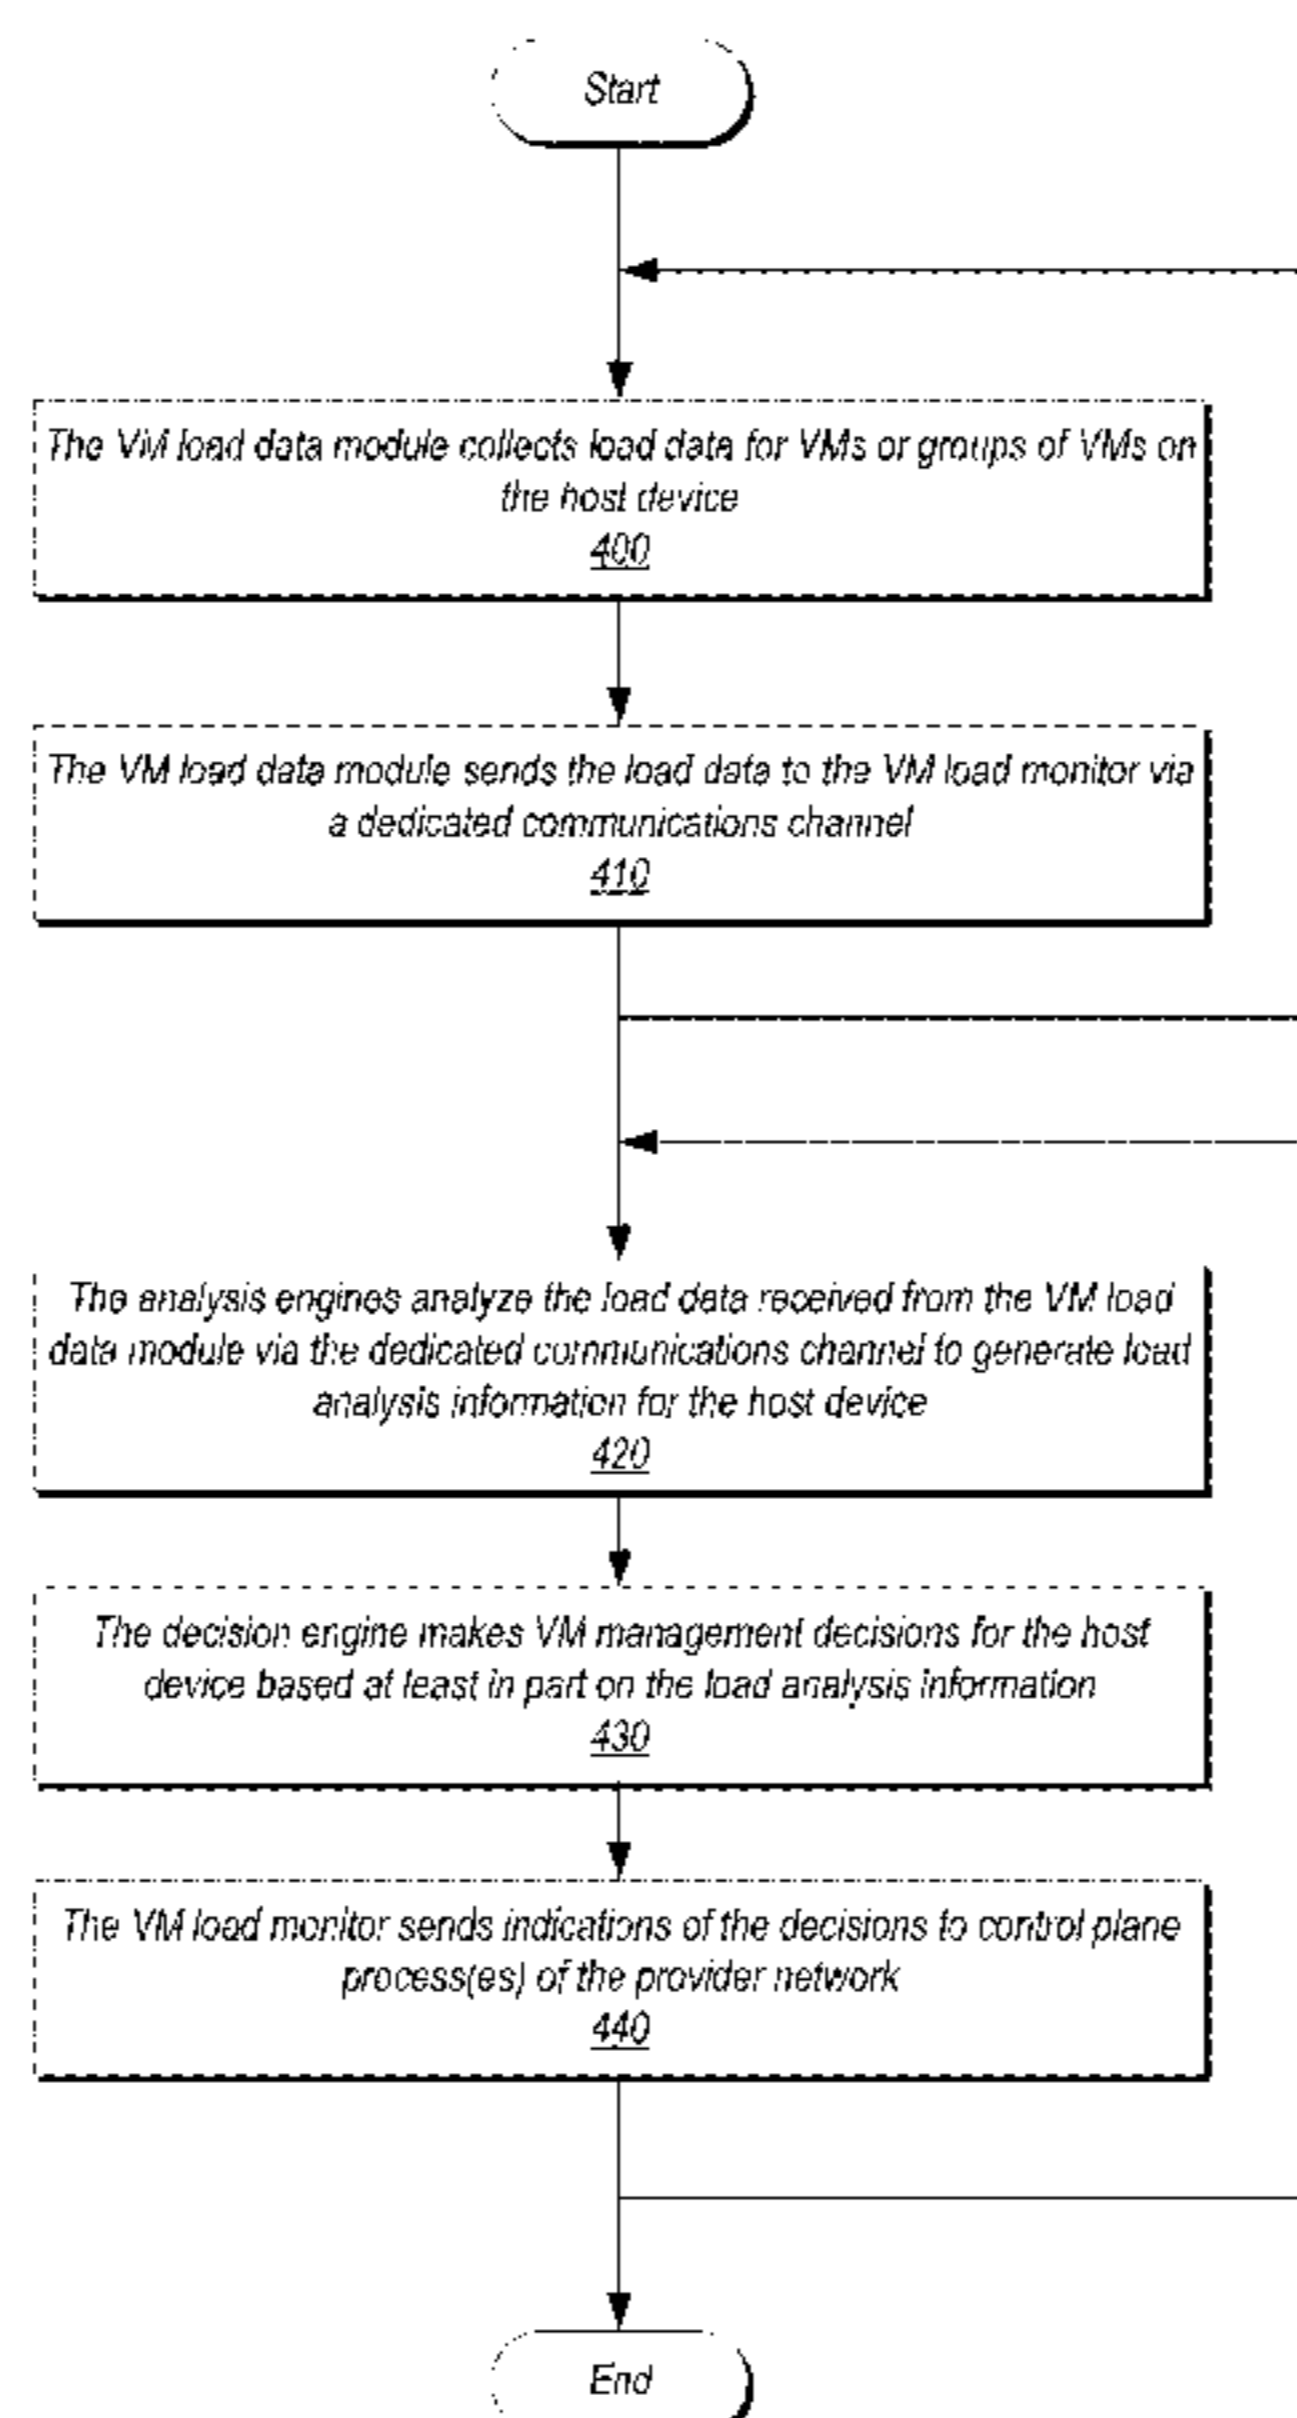 Start
The VM load data module collects load data for VMs or groups of VMs on
the host device
400
The VM load data module sends the load data to the VM load monitor via
a dedicated communications channel
410
The analysis engines analyze the load data received from the VM load
data module via the dedicated communications channel to generate load
analysis information for the host device
420
The decision engine makes VM management decisions for the host
device based at least in part on the load analysis information
430
The VM load monitor sends indications of the decisions to control plane
process(es) of the provider network
440
End